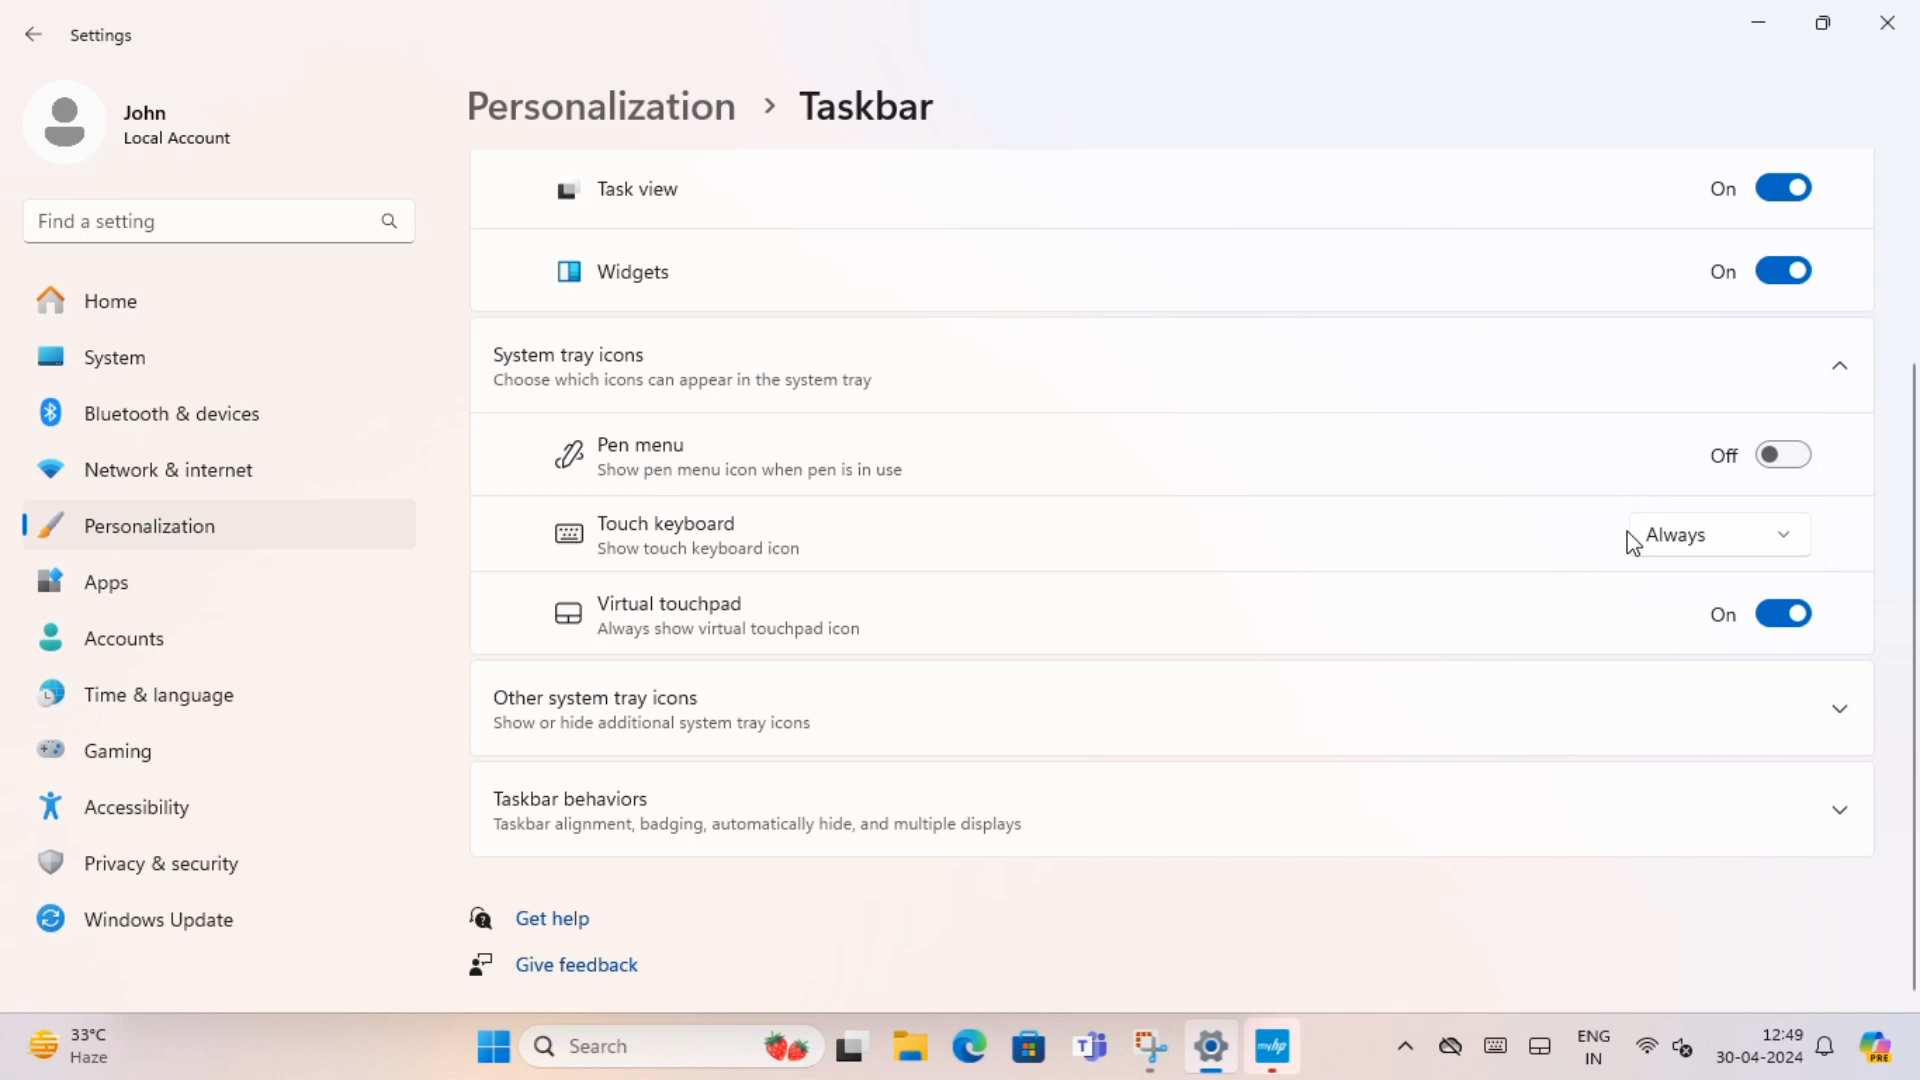 Settings
John
Local Account
Find a setting
Home
System
Bluetooth & devices
Network & internet
Personalization
Apps
Accounts
Time & language
Gaming
Accessibility
Privacy & security
Windows Update
Personalization > Taskbar
Task view On
Widgets On
System tray icons
Choose which icons can appear in the system tray
Pen menu
Show pen menu icon when pen is in use
Off
Touch keyboard
Show touch keyboard icon
Always
Virtual touchpad
Always show virtual touchpad icon
On
Other system tray icons
Show or hide additional system tray icons
Taskbar behaviors
Taskbar alignment, badging, automatically hide, and multiple displays
Get help
Give feedback
33°C
Haze
Search
myhp
ENG
IN
12:49
30-04-2024
PRE